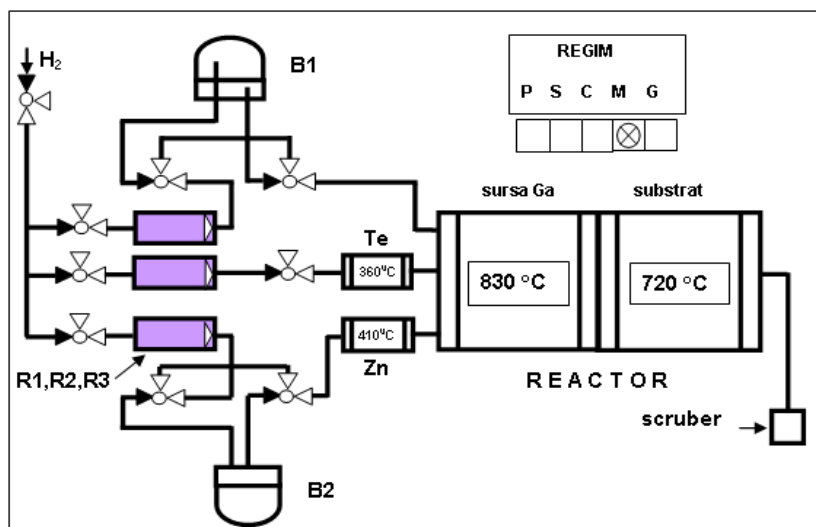 H₂
B1
REGIM
P S C M G
sursa Ga
substrat
Te
360°C
830 °C
720 °C
410°C
Zn
R1,R2,R3
REACTOR
scruber
B2